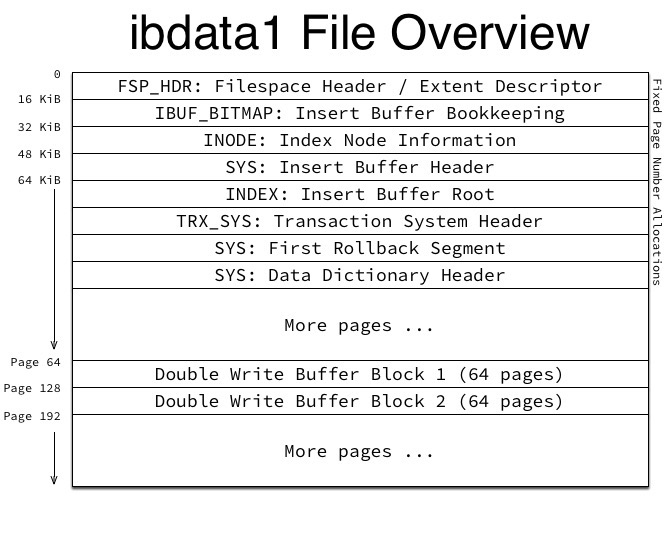 ibdata1 File Overview
0
FSP_HDR: Filespace Header / Extent Descriptor
16 KiB
IBUF_BITMAP: Insert Buffer Bookkeeping
32 KiB
INODE: Index Node Information
48 KiB
SYS: Insert Buffer Header
64 KiB
INDEX: Insert Buffer Root
TRX_SYS: Transaction System Header
SYS: First Rollback Segment
SYS: Data Dictionary Header
Fixed Page Number Allocations
More pages ...
Page 64
Double Write Buffer Block 1 (64 pages)
Page 128
Double Write Buffer Block 2 (64 pages)
Page 192
More pages ...